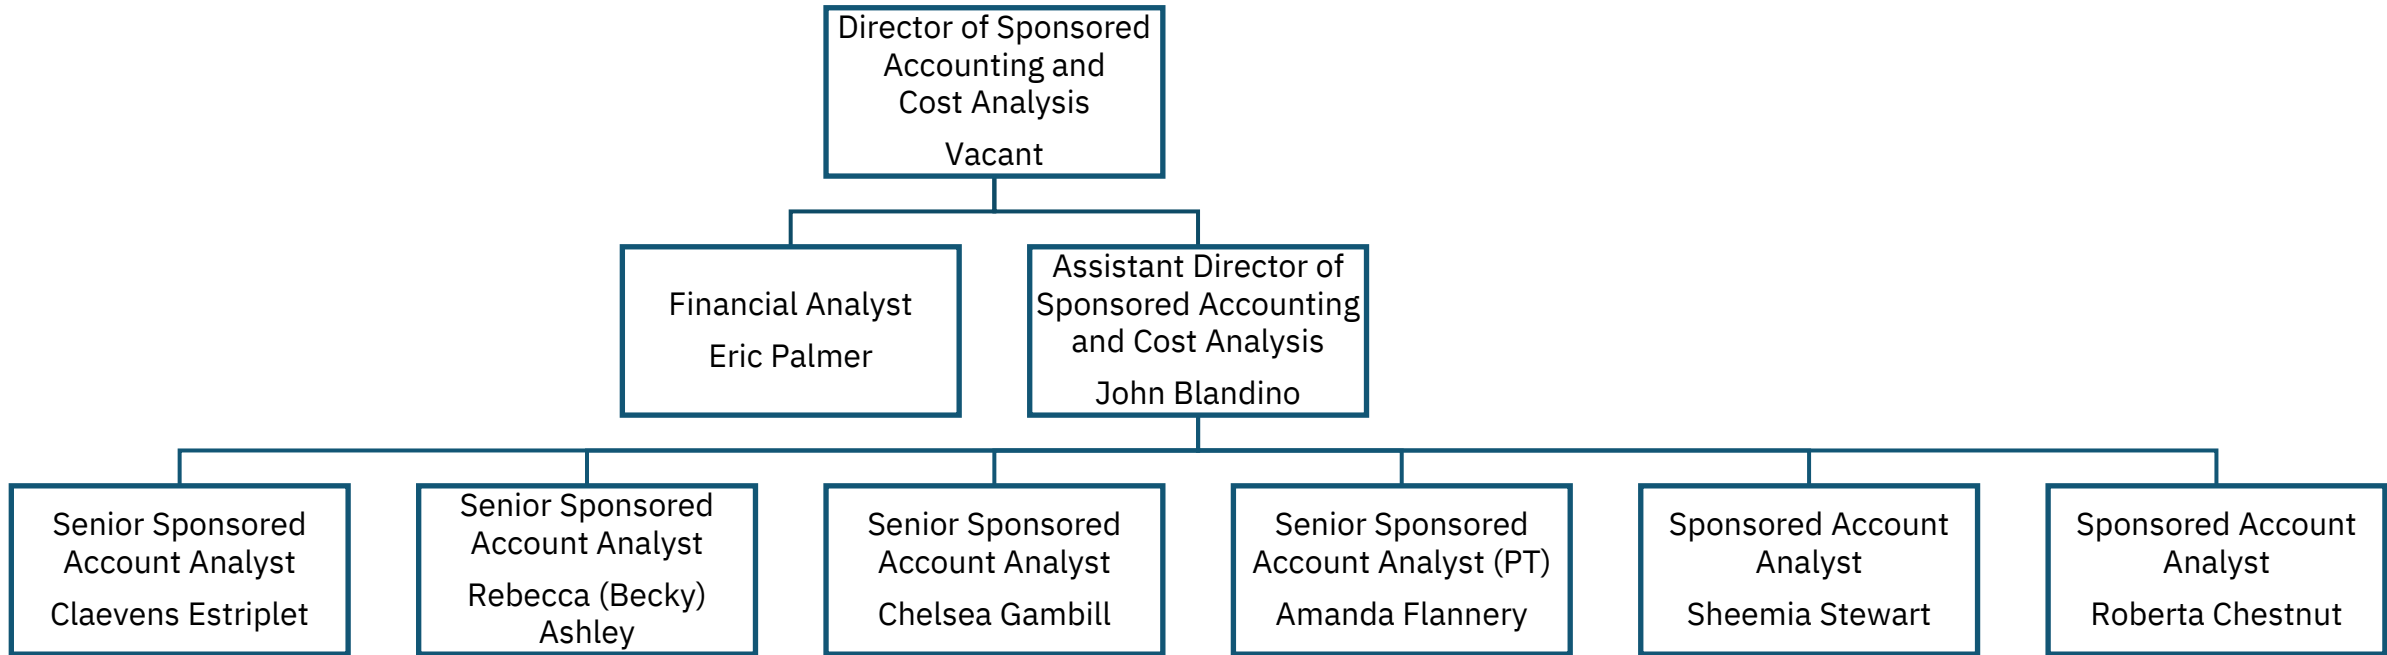 Director of Sponsored
Accounting and
Cost Analysis
Vacant
Financial Analyst
Eric Palmer
Assistant Director of
Sponsored Accounting
and Cost Analysis
John Blandino
Senior Sponsored
Account Analyst
Claevens Estriplet
Senior Sponsored
Account Analyst
Rebecca (Becky)
Ashley
Senior Sponsored
Account Analyst
Chelsea Gambill
Senior Sponsored
Account Analyst (PT)
Amanda Flannery
Sponsored Account
Analyst
Sheemia Stewart
Sponsored Account
Analyst
Roberta Chestnut